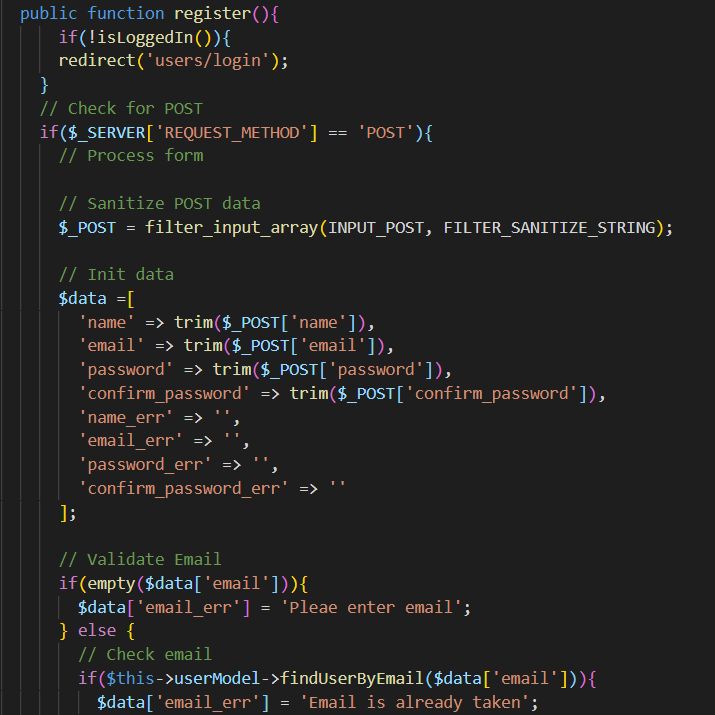 public function register(){
if(!isLoggedIn()){
redirect('users/login');
}
// Check for POST
if($_SERVER['REQUEST_METHOD'] == 'POST'){
// Process form
// Sanitize POST data
$_POST = filter_input_array(INPUT_POST, FILTER_SANITIZE_STRING);
// Init data
$data =[
'name' => trim($_POST['name']),
'email' => trim($_POST['email']),
'password' => trim($_POST['password']),
'confirm_password' => trim($_POST['confirm_password']),
'name_err' => '',
'email_err' => '',
'password_err' => '',
'confirm_password_err' => ''
];
// Validate Email
if(empty($data['email'])){
$data['email_err'] = 'Pleae enter email';
} else {
// Check email
if($this->userModel->findUserByEmail($data['email'])){
$data['email_err'] = 'Email is already taken';